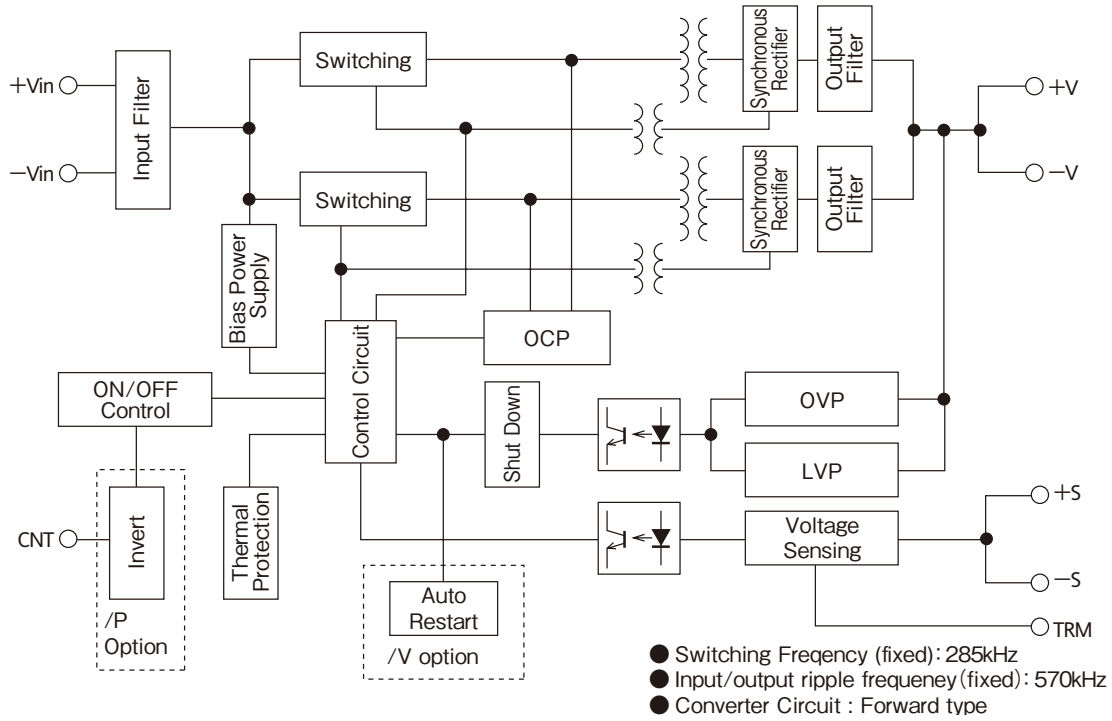 +Vin
−Vin
Input Filter
Switching
Switching
Synchronous
Rectifier
Output
Filter
Synchronous
Rectifier
Output
Filter
+V
−V
Bias Power
Supply
Control Circuit
OCP
ON/OFF
Control
Shut Down
OVP
LVP
CNT
Invert
/P
Option
Thermal
Protection
Auto
Restart
/V option
Voltage
Sensing
+S
−S
TRM
● Switching Freqency (fixed): 285kHz
● Input/output ripple frequeney(fixed): 570kHz
● Converter Circuit : Forward type